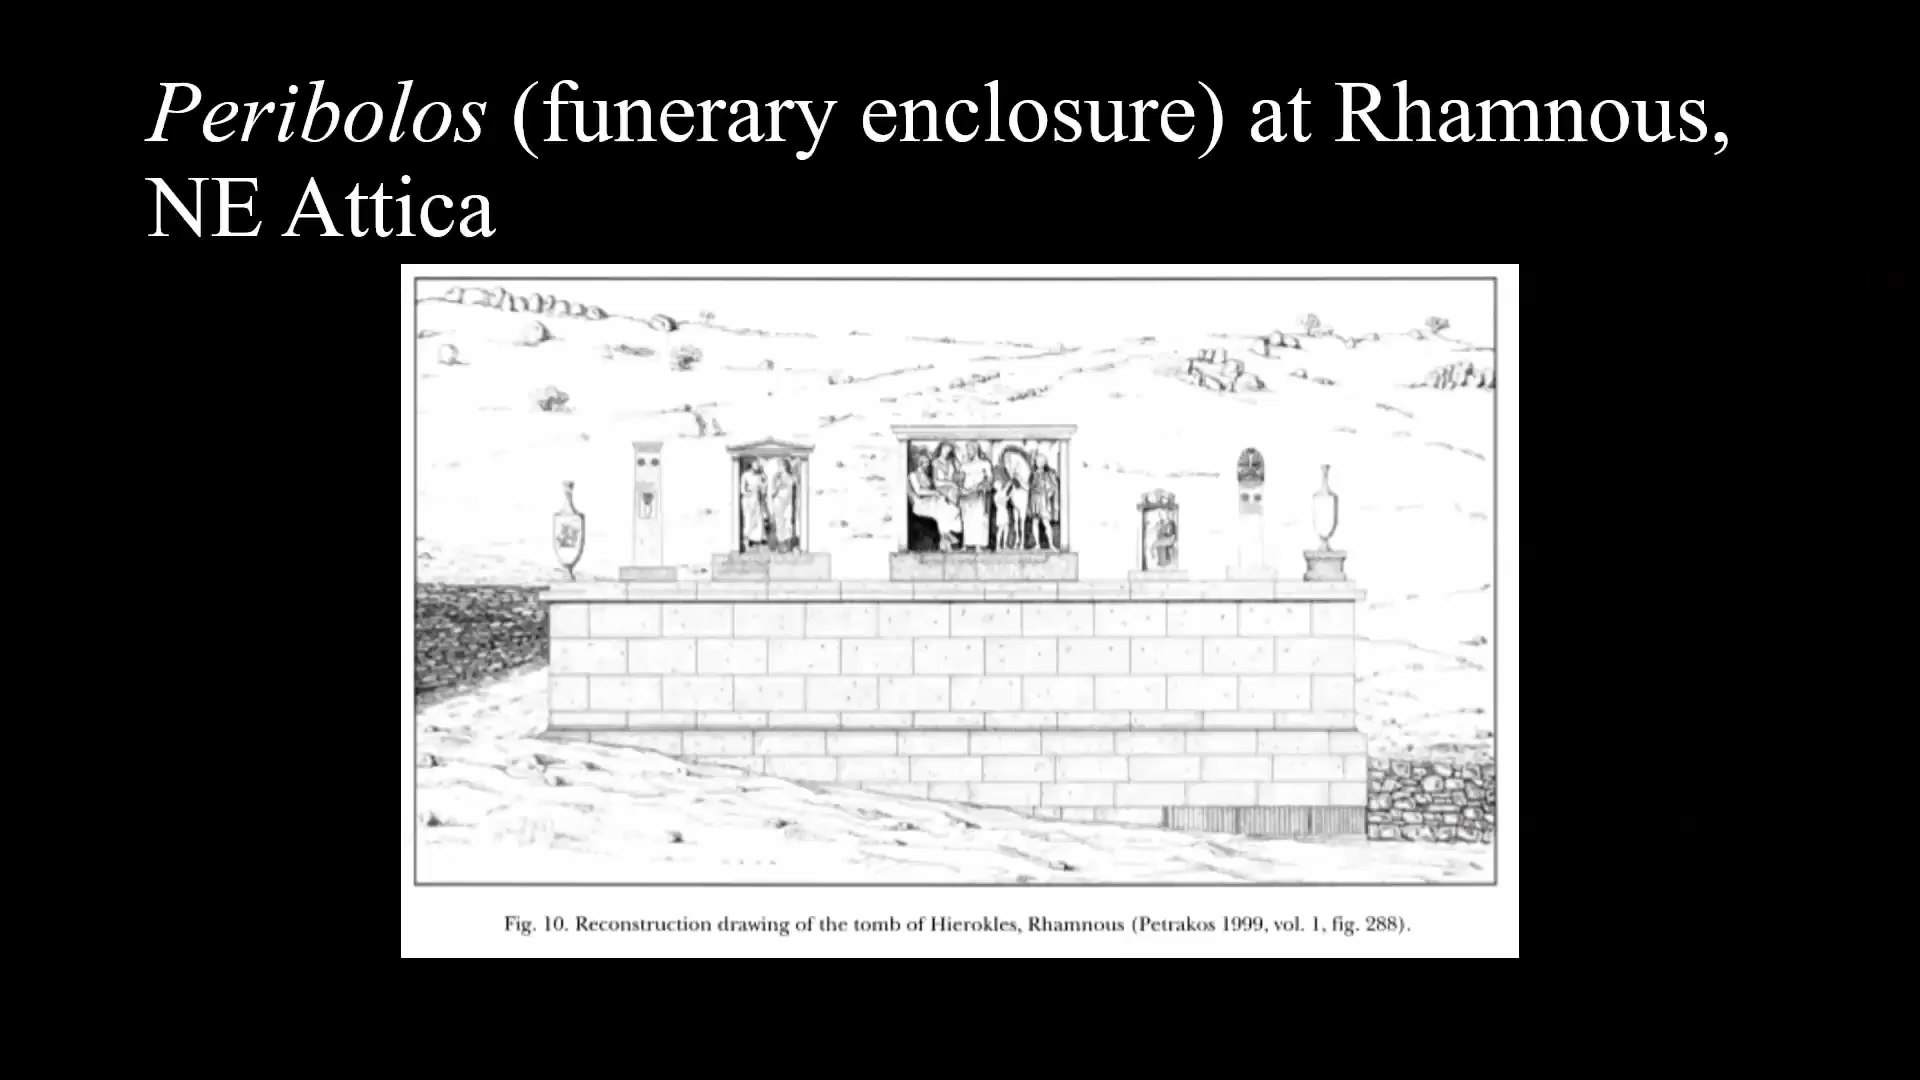 Peribolos (funerary enclosure) at Rhamnous,
NE Attica
Fig. 10. Reconstruction drawing of the tomb of Hierokles, Rhamnous (Petrakos 1999, vol. 1, fig. 288).